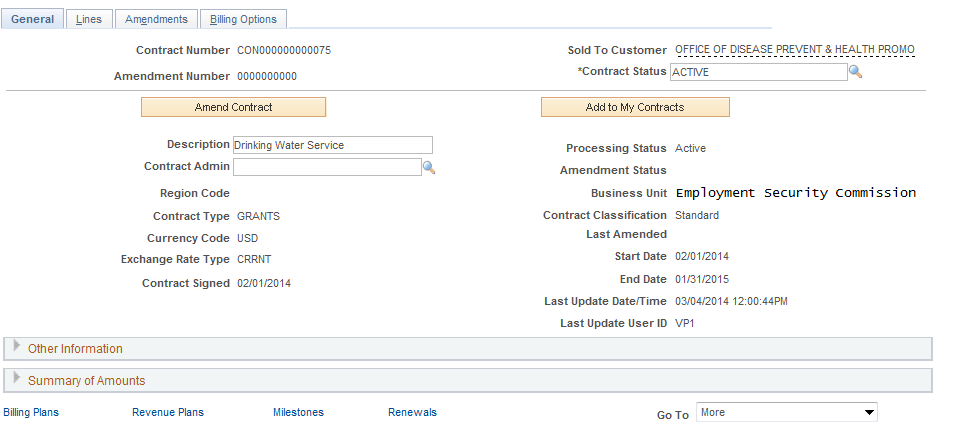 General Lines Amendments Billing Options
Contract Number CON000000000075 Sold To Customer OFFICE OF DISEASE PREVENT & HEALTH PROMO
Amendment Number 0000000000 *Contract Status ACTIVE
Amend Contract Add to My Contracts
Description Drinking Water Service Processing Status Active
Contract Admin Amendment Status
Region Code Business Unit Employment Security Commission
Contract Type GRANTS Contract Classification Standard
Currency Code USD Last Amended
Exchange Rate Type CRRNT Start Date 02/01/2014
Contract Signed 02/01/2014 End Date 01/31/2015
Last Update Date/Time 03/04/2014 12:00:44PM
Last Update User ID VP1
Other Information
Summary of Amounts
Billing Plans Revenue Plans Milestones Renewals Go To More